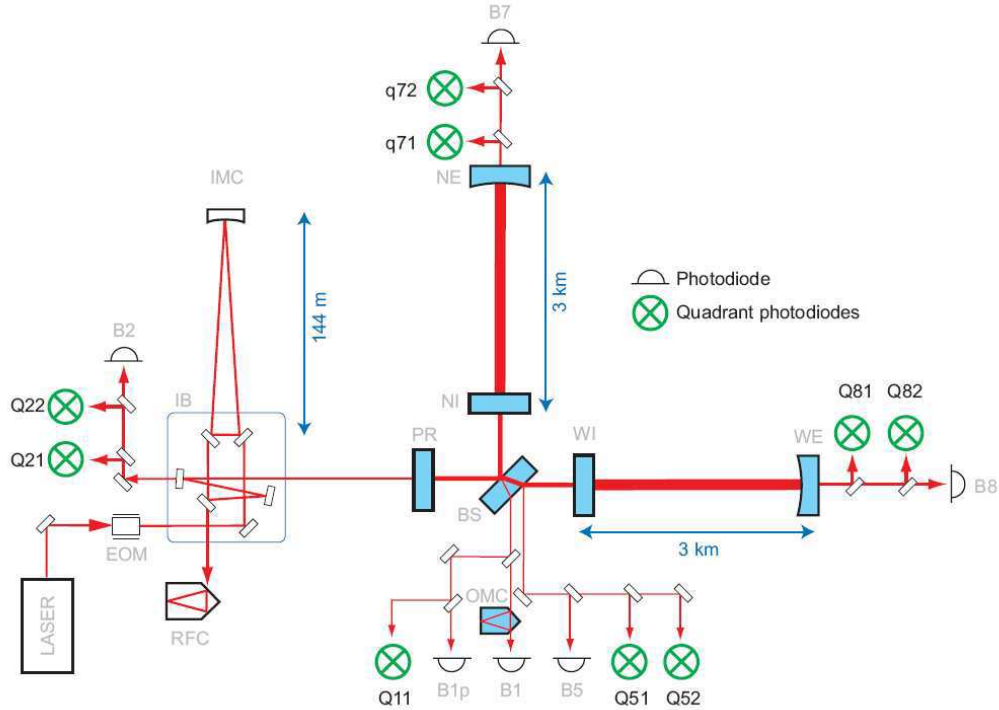 B7
q72
q71
NE
IMC
3 km
Photodiode
Quadrant photodiodes
144 m
B2
Q22
IB
NI
Q81
Q82
PR
WI
WE
Q21
B8
BS
EOM
3 km
LASER
RFC
OMC
Q11
B1p
B1
B5
Q51
Q52